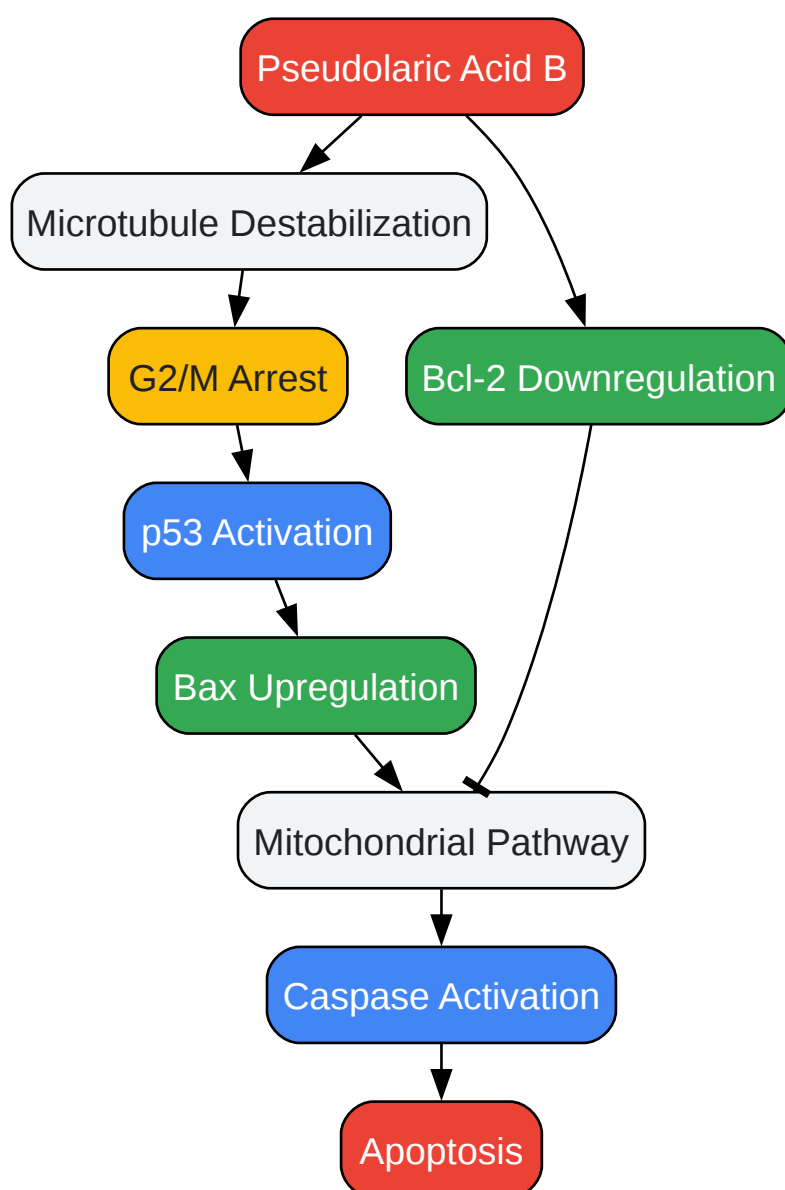 Pseudolaric Acid B
Microtubule Destabilization
G2/M Arrest
Bcl-2 Downregulation
p53 Activation
Bax Upregulation
Mitochondrial Pathway
Caspase Activation
Apoptosis